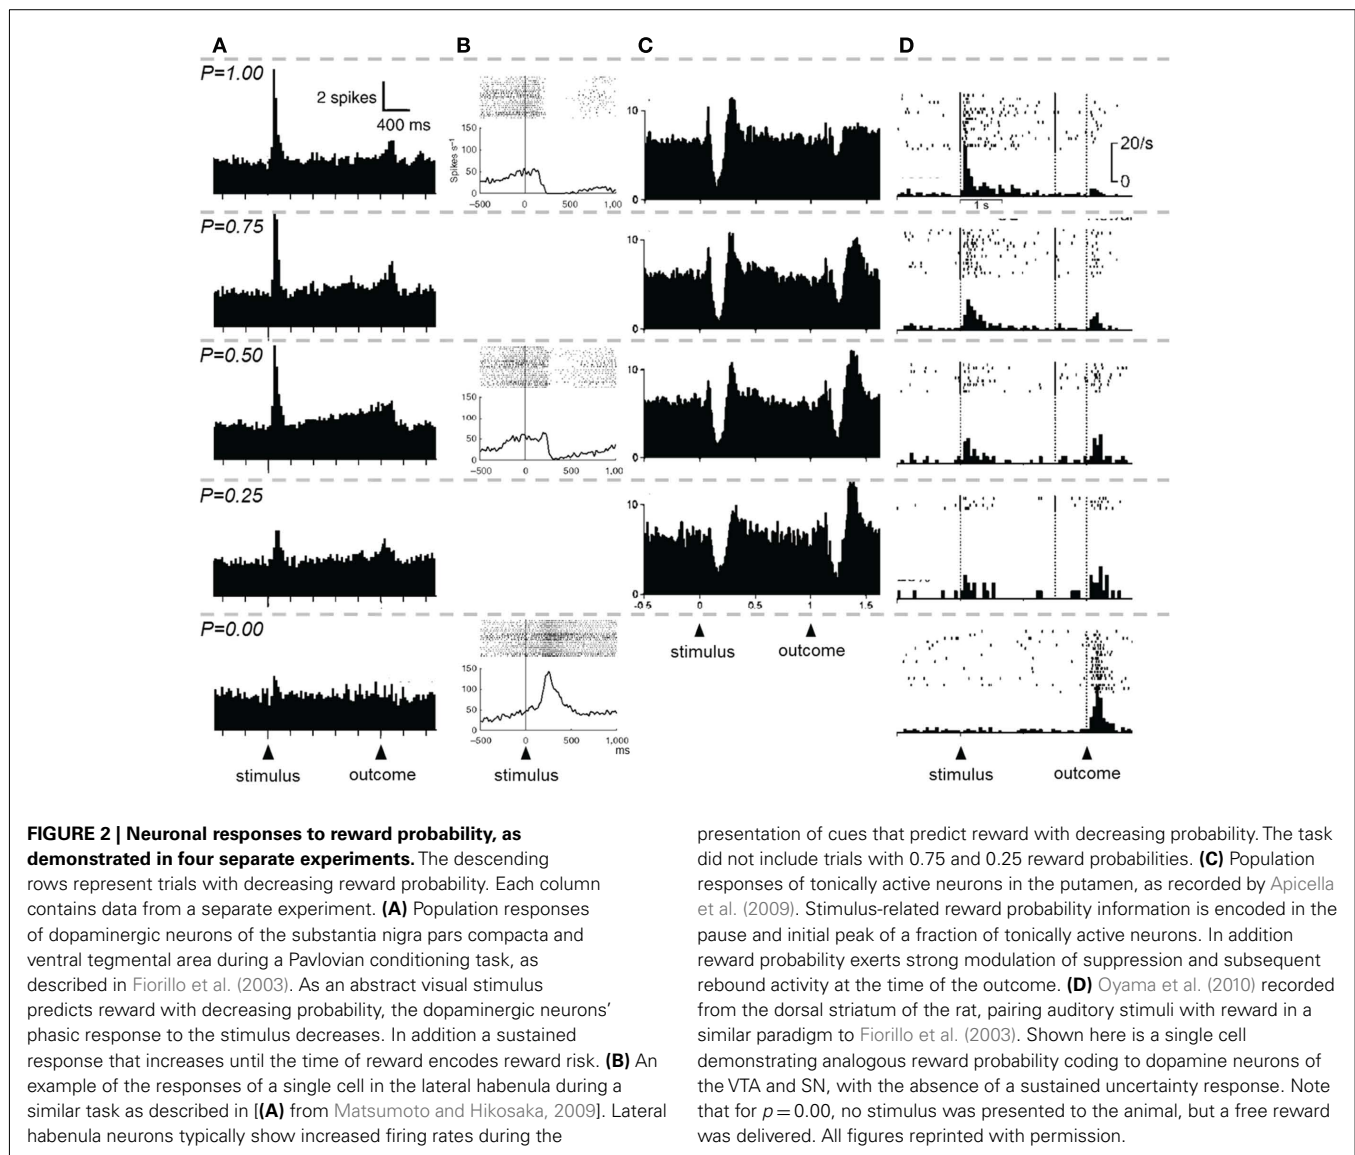 A B C D
P=1.00
2 spikes
400 ms
Spikes s⁻¹
150
100
50
0
−500 0 500 1,00
10
0
20/s
0
1 s
P=0.75
10
0
P=0.50
150
100
50
0
−500 0 500 1,00
10
0
P=0.25
10
0
-0.5 0 0.5 1 1.5
stimulus outcome
P=0.00
150
100
50
0
−500 0 500 1,000
ms
stimulus outcome stimulus stimulus outcome
FIGURE 2 | Neuronal responses to reward probability, as
demonstrated in four separate experiments. The descending
rows represent trials with decreasing reward probability. Each column
contains data from a separate experiment. (A) Population responses
of dopaminergic neurons of the substantia nigra pars compacta and
ventral tegmental area during a Pavlovian conditioning task, as
described in Fiorillo et al. (2003). As an abstract visual stimulus
predicts reward with decreasing probability, the dopaminergic neurons’
phasic response to the stimulus decreases. In addition a sustained
response that increases until the time of reward encodes reward risk. (B) An
example of the responses of a single cell in the lateral habenula during a
similar task as described in [(A) from Matsumoto and Hikosaka, 2009]. Lateral
habenula neurons typically show increased firing rates during the
presentation of cues that predict reward with decreasing probability. The task
did not include trials with 0.75 and 0.25 reward probabilities. (C) Population
responses of tonically active neurons in the putamen, as recorded by Apicella
et al. (2009). Stimulus-related reward probability information is encoded in the
pause and initial peak of a fraction of tonically active neurons. In addition
reward probability exerts strong modulation of suppression and subsequent
rebound activity at the time of the outcome. (D) Oyama et al. (2010) recorded
from the dorsal striatum of the rat, pairing auditory stimuli with reward in a
similar paradigm to Fiorillo et al. (2003). Shown here is a single cell
demonstrating analogous reward probability coding to dopamine neurons of
the VTA and SN, with the absence of a sustained uncertainty response. Note
that for p = 0.00, no stimulus was presented to the animal, but a free reward
was delivered. All figures reprinted with permission.